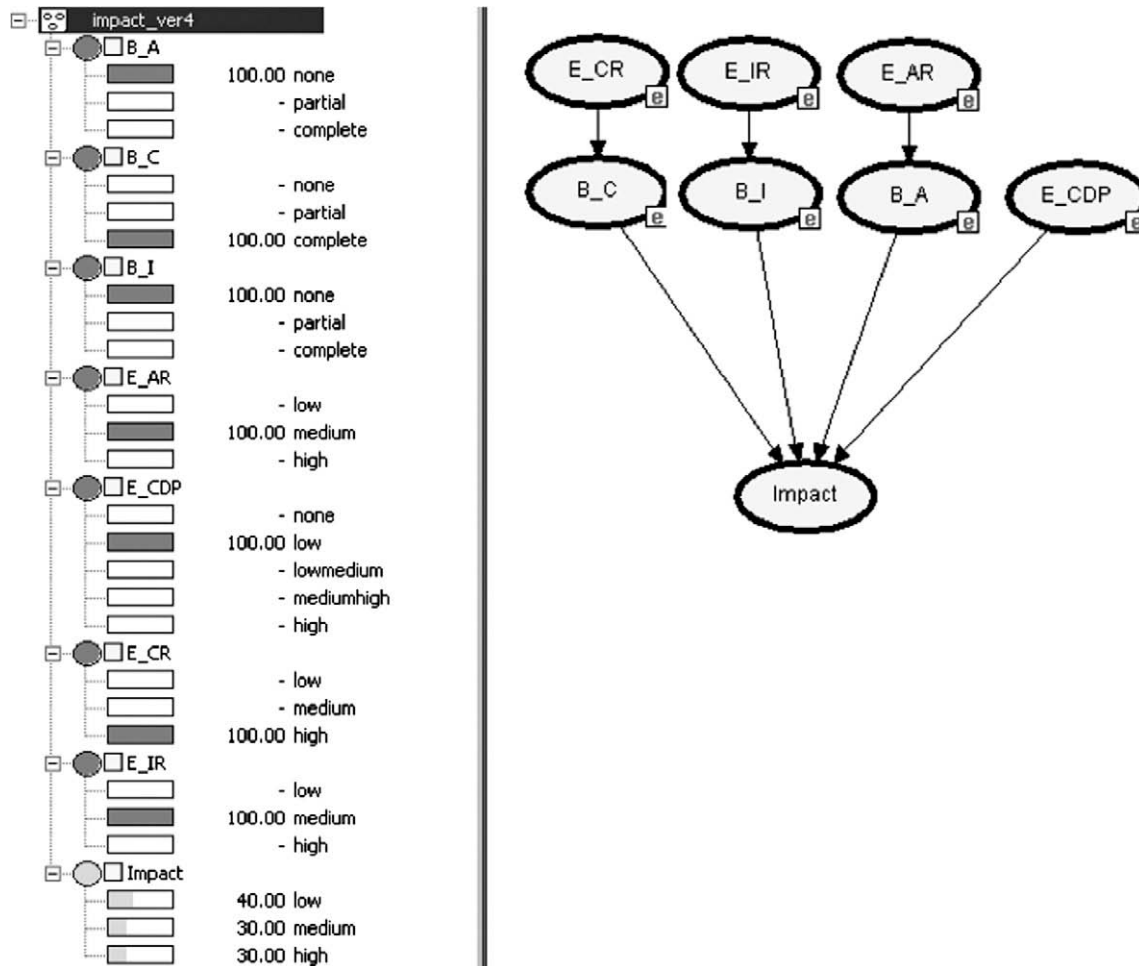 impact_ver4
B_A
100.00 none
- partial
- complete
B_C
- none
- partial
100.00 complete
B_I
100.00 none
- partial
- complete
E_AR
- low
100.00 medium
- high
E_CDP
- none
100.00 low
- lowmedium
- mediumhigh
- high
E_CR
- low
- medium
100.00 high
E_IR
- low
100.00 medium
- high
Impact
40.00 low
30.00 medium
30.00 high
E_CR E_IR E_AR
e e e
B_C B_I B_A E_CDP
e e e e
Impact